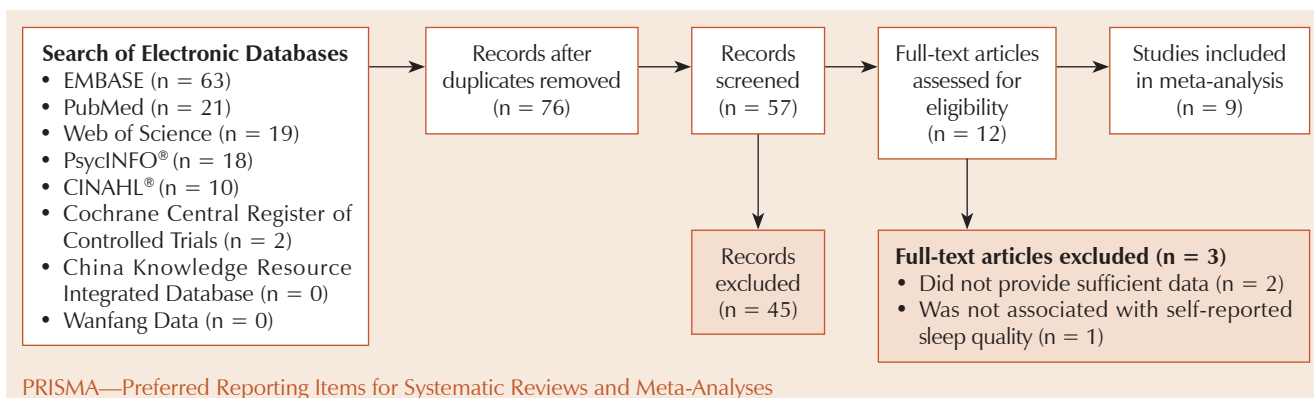 Search of Electronic Databases
• EMBASE (n = 63)
• PubMed (n = 21)
• Web of Science (n = 19)
• PsycINFO® (n = 18)
• CINAHL® (n = 10)
• Cochrane Central Register of
Controlled Trials (n = 2)
• China Knowledge Resource
Integrated Database (n = 0)
• Wanfang Data (n = 0)
Records after
duplicates removed
(n = 76)
Records
screened
(n = 57)
Full-text articles
assessed for
eligibility
(n = 12)
Studies included
in meta-analysis
(n = 9)
Records
excluded
(n = 45)
Full-text articles excluded (n = 3)
• Did not provide sufficient data (n = 2)
• Was not associated with self-reported
sleep quality (n = 1)
PRISMA—Preferred Reporting Items for Systematic Reviews and Meta-Analyses